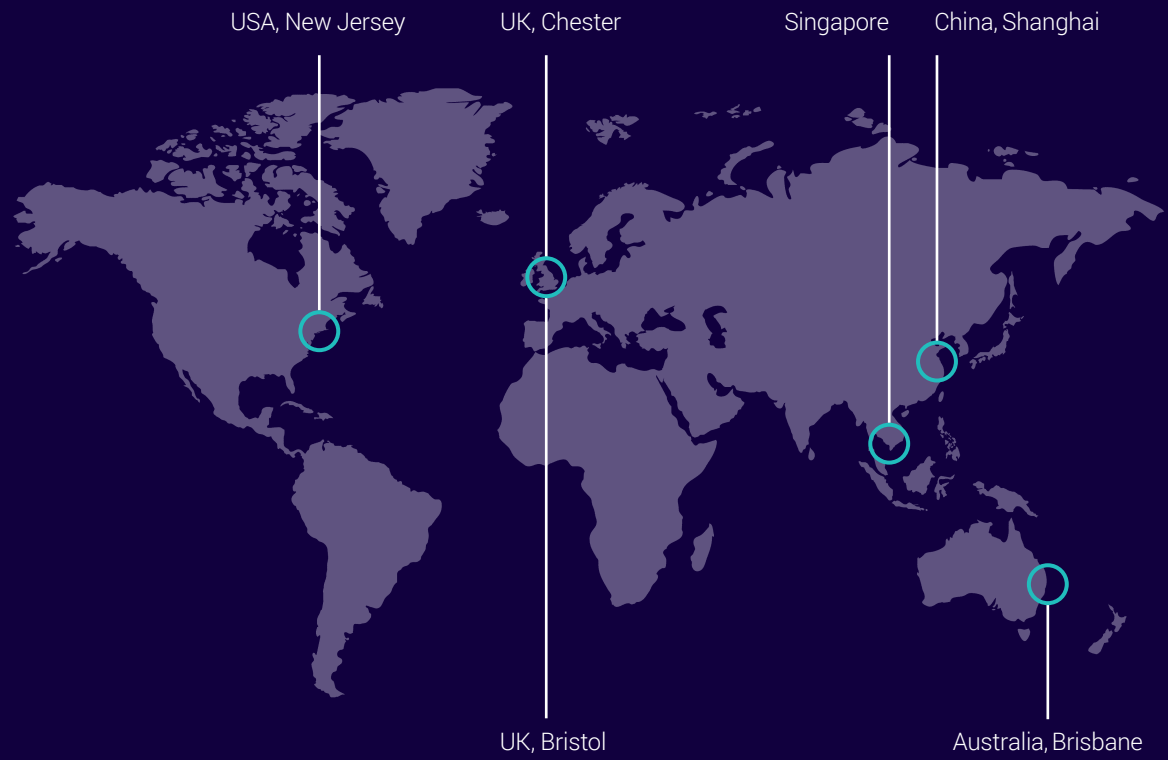 USA, New Jersey
UK, Chester
Singapore
China, Shanghai
UK, Bristol
Australia, Brisbane